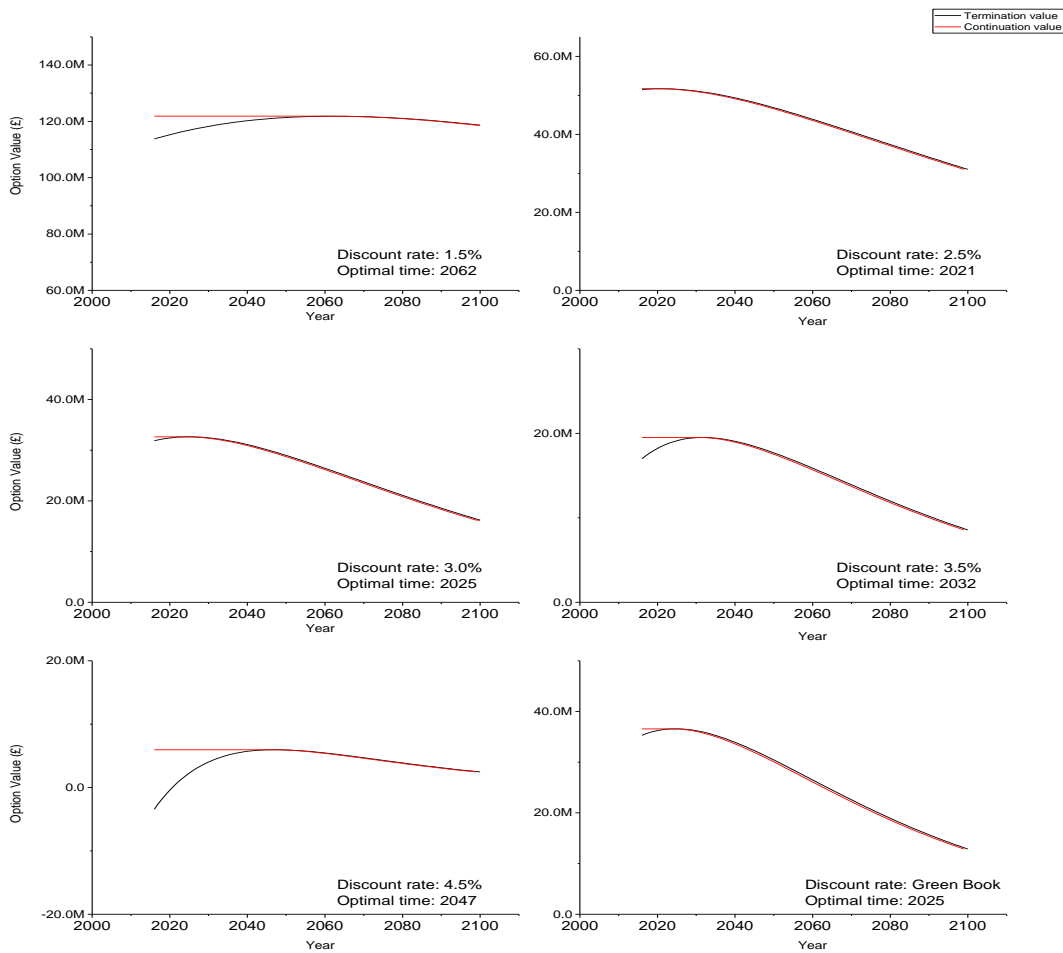 Termination value
Continuation value
140.0M
120.0M
100.0M
80.0M
60.0M
Option Value (£)
Discount rate: 1.5%
Optimal time: 2062
2000 2020 2040 2060 2080 2100
Year
60.0M
40.0M
20.0M
0.0
Discount rate: 2.5%
Optimal time: 2021
2000 2020 2040 2060 2080 2100
Year
40.0M
20.0M
0.0
Option Value (£)
Discount rate: 3.0%
Optimal time: 2025
2000 2020 2040 2060 2080 2100
Year
20.0M
0.0
Discount rate: 3.5%
Optimal time: 2032
2000 2020 2040 2060 2080 2100
Year
20.0M
0.0
-20.0M
Option Value (£)
Discount rate: 4.5%
Optimal time: 2047
2000 2020 2040 2060 2080 2100
Year
40.0M
20.0M
0.0
Discount rate: Green Book
Optimal time: 2025
2000 2020 2040 2060 2080 2100
Year